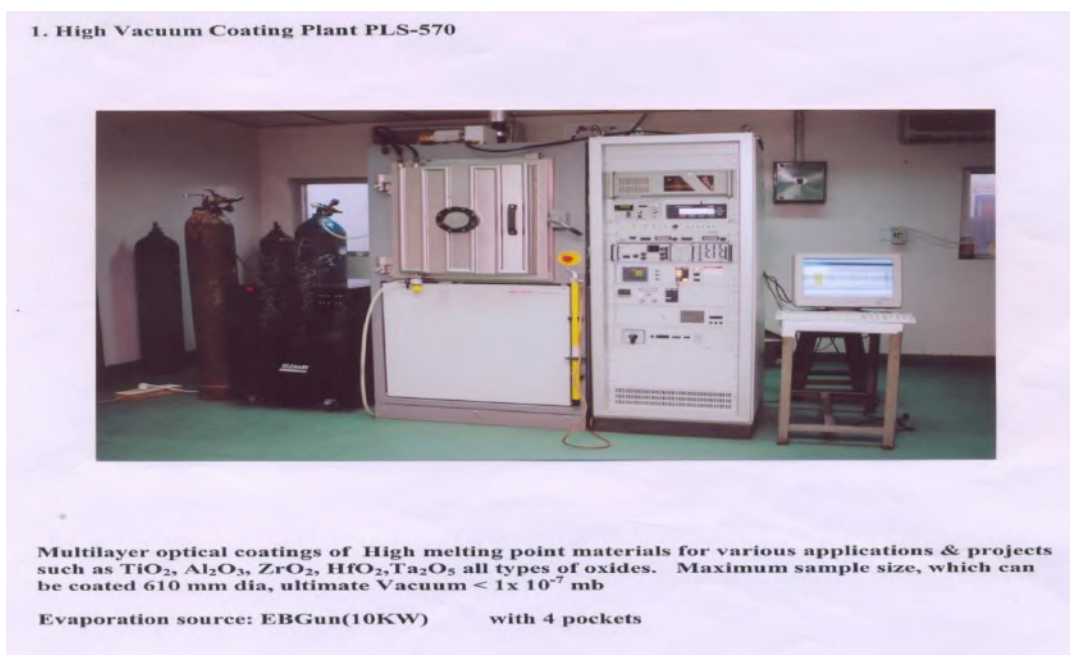 1. High Vacuum Coating Plant PLS-570
Multilayer optical coatings of High melting point materials for various applications & projects
such as TiO₂, Al₂O₃, ZrO₂, HfO₂,Ta₂O₅ all types of oxides. Maximum sample size, which can
be coated 610 mm dia, ultimate Vacuum < 1x 10⁻⁷ mb
Evaporation source: EBGun(10KW) with 4 pockets